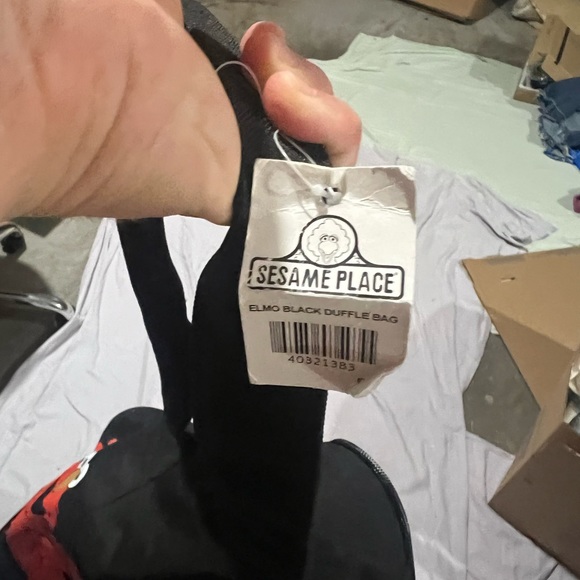 SESAME PLACE
ELMO BLACK DUFFLE BAG
40321383